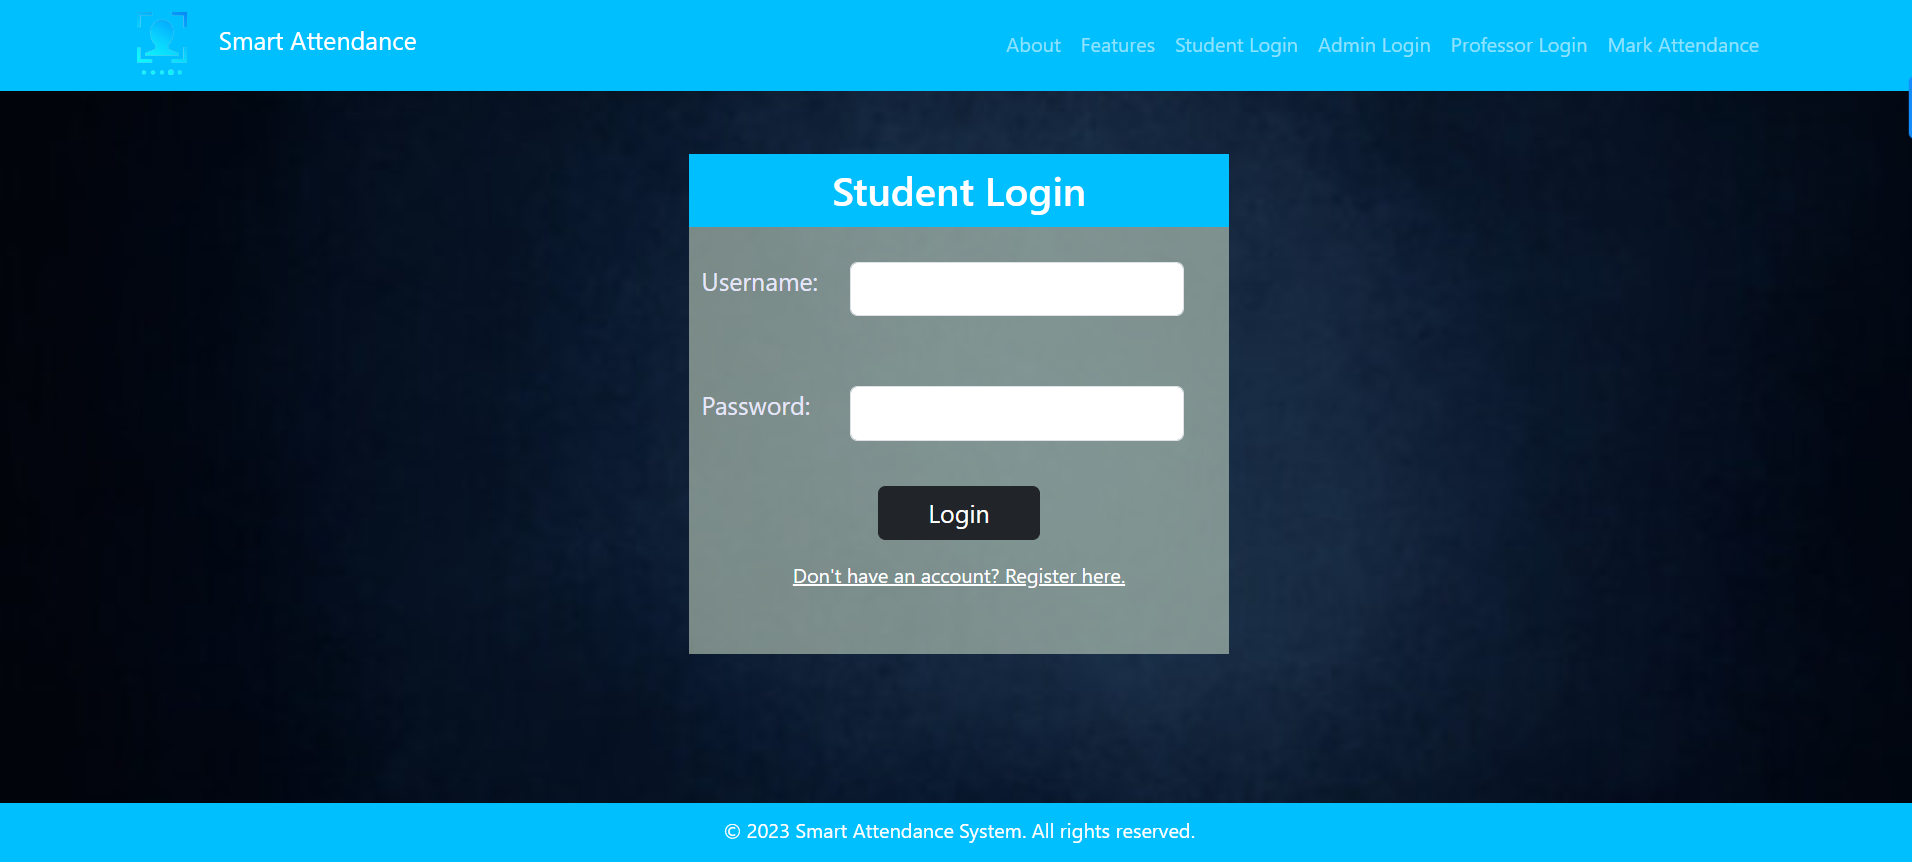 Smart Attendance
About Features Student Login Admin Login Professor Login Mark Attendance
Student Login
Username:
Password:
Login
Don't have an account? Register here.
© 2023 Smart Attendance System. All rights reserved.